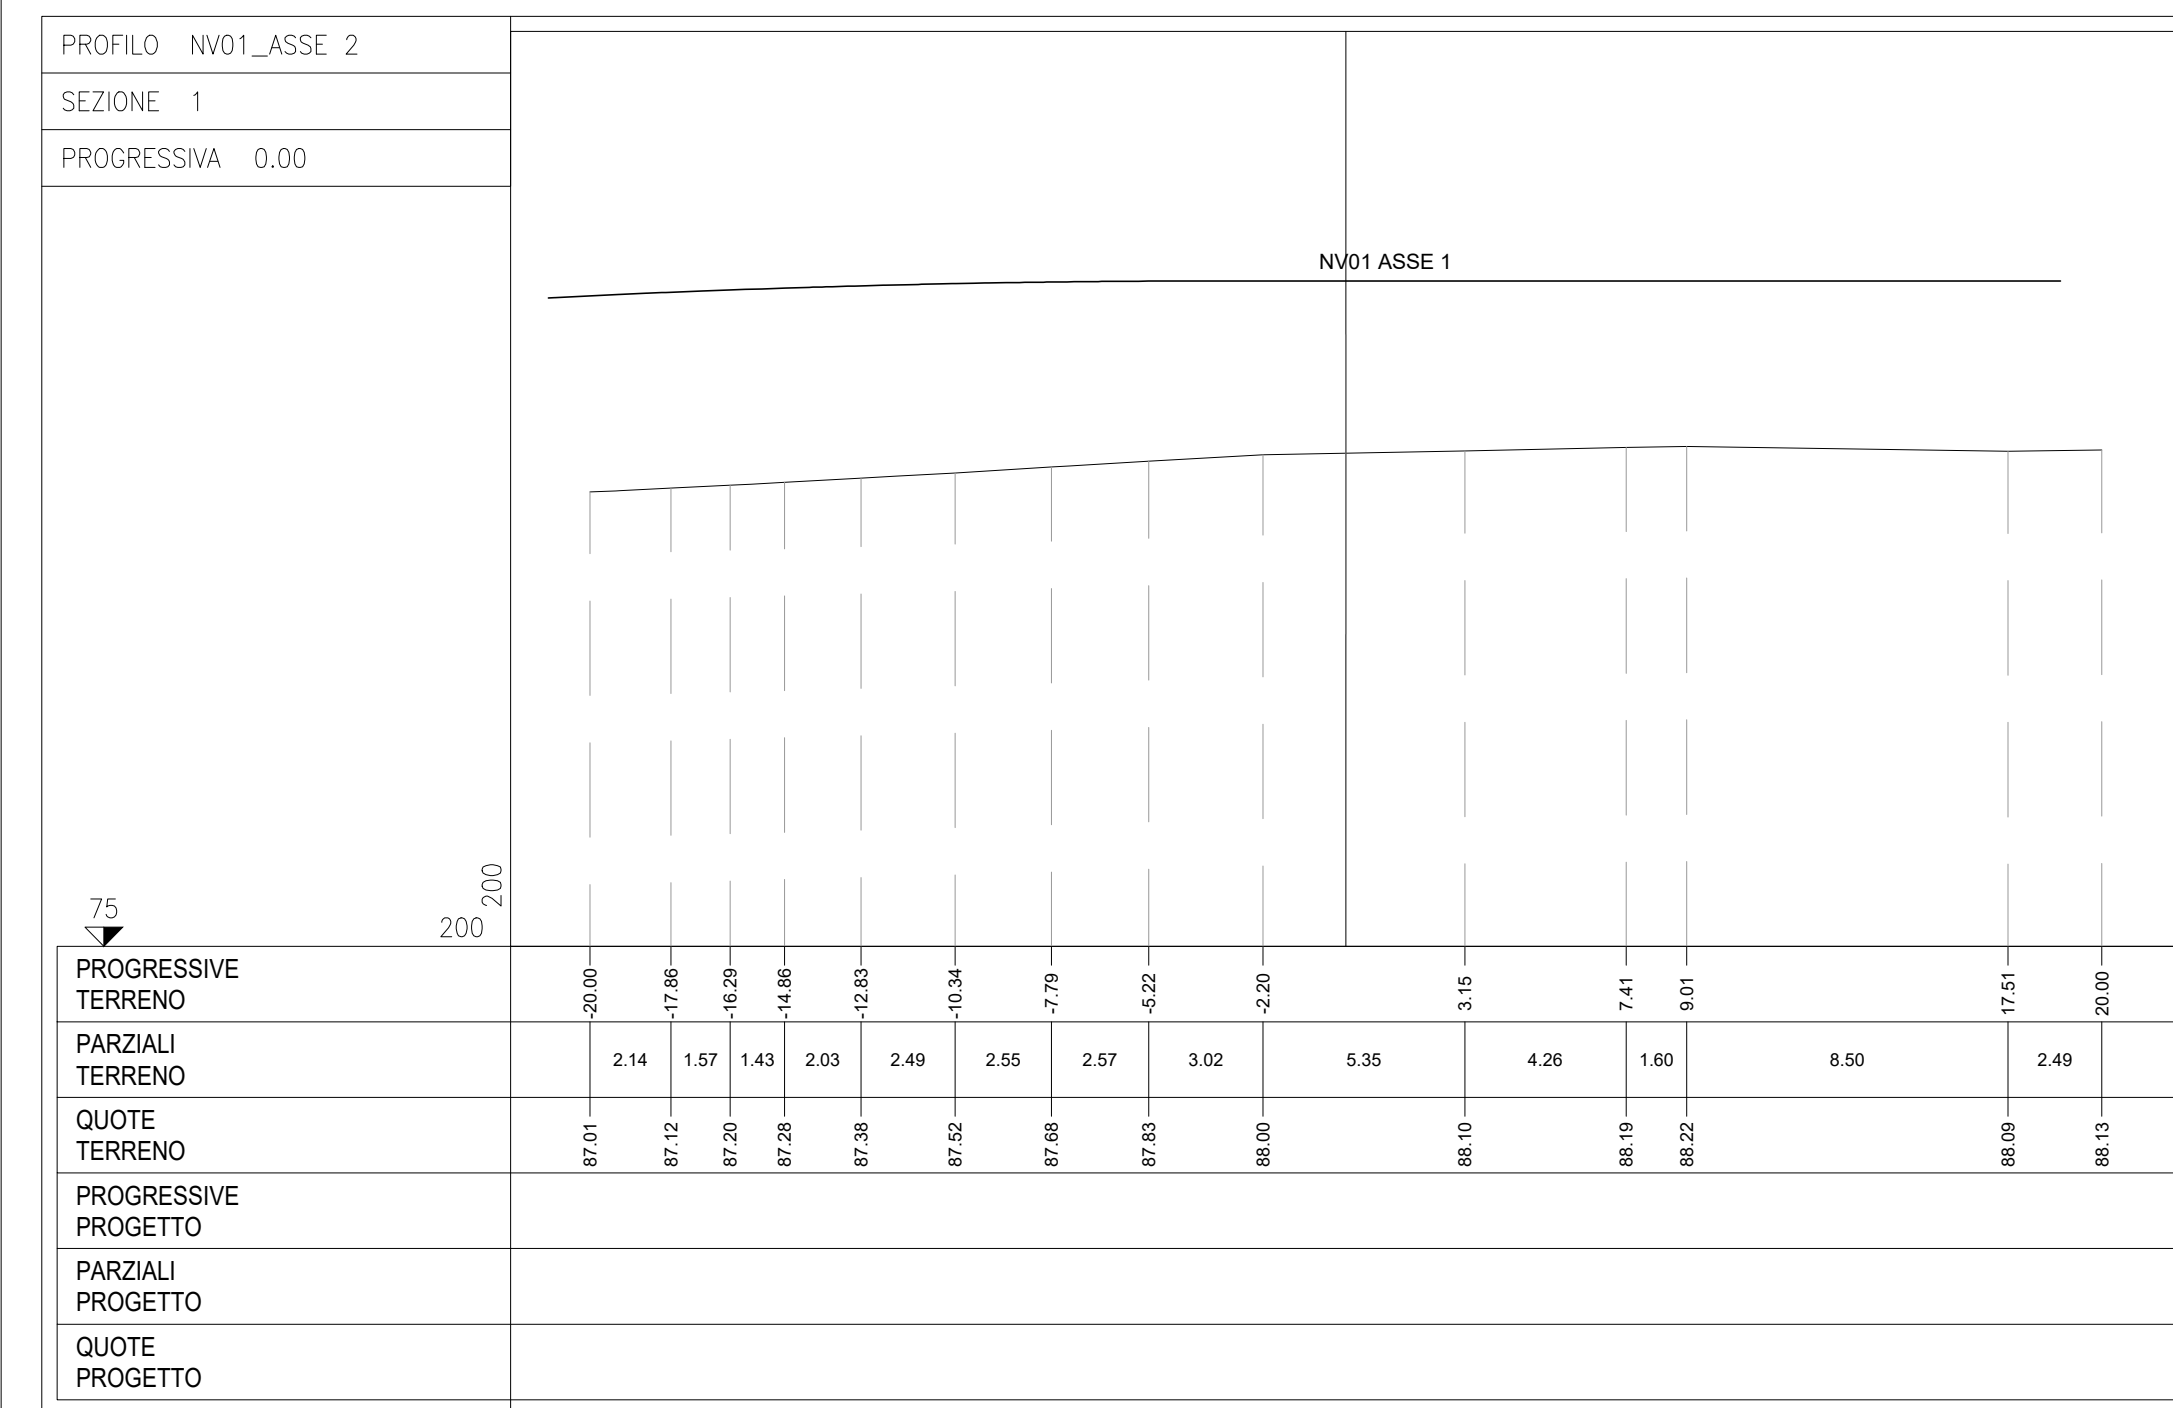 PROFILO NV01_ASSE 2
SEZIONE 1
PROGRESSIVA 0.00
NV01 ASSE 1
75
200
200
PROGRESSIVE
TERRENO
-20.00 -17.86 -16.29 -14.86 -12.83 -10.34 -7.79 -5.22 -2.20 3.15 7.41 9.01 17.51 20.00
PARZIALI
TERRENO
2.14 1.57 1.43 2.03 2.49 2.55 2.57 3.02 5.35 4.26 1.60 8.50 2.49
QUOTE
TERRENO
87.01 87.12 87.20 87.28 87.38 87.52 87.68 87.83 88.00 88.10 88.19 88.22 88.09 88.13
PROGRESSIVE
PROGETTO
PARZIALI
PROGETTO
QUOTE
PROGETTO